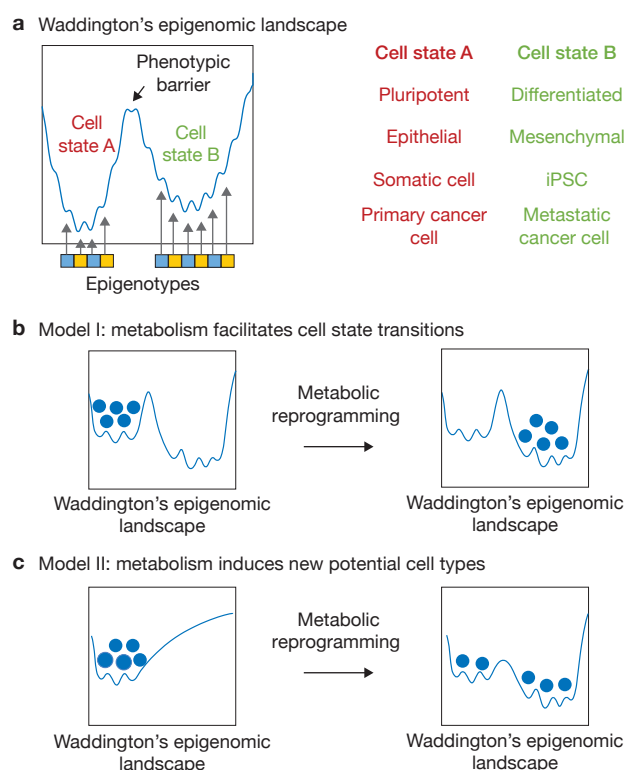 a Waddington’s epigenomic landscape
Phenotypic
barrier
Cell
state A
Cell
state B
Epigenotypes
Cell state A
Cell state B
Pluripotent
Differentiated
Epithelial
Mesenchymal
Somatic cell
iPSC
Primary cancer
cell
Metastatic
cancer cell
b Model I: metabolism facilitates cell state transitions
Metabolic
reprogramming
Waddington’s epigenomic
landscape
Waddington’s epigenomic
landscape
c Model II: metabolism induces new potential cell types
Metabolic
reprogramming
Waddington’s epigenomic
landscape
Waddington’s epigenomic
landscape